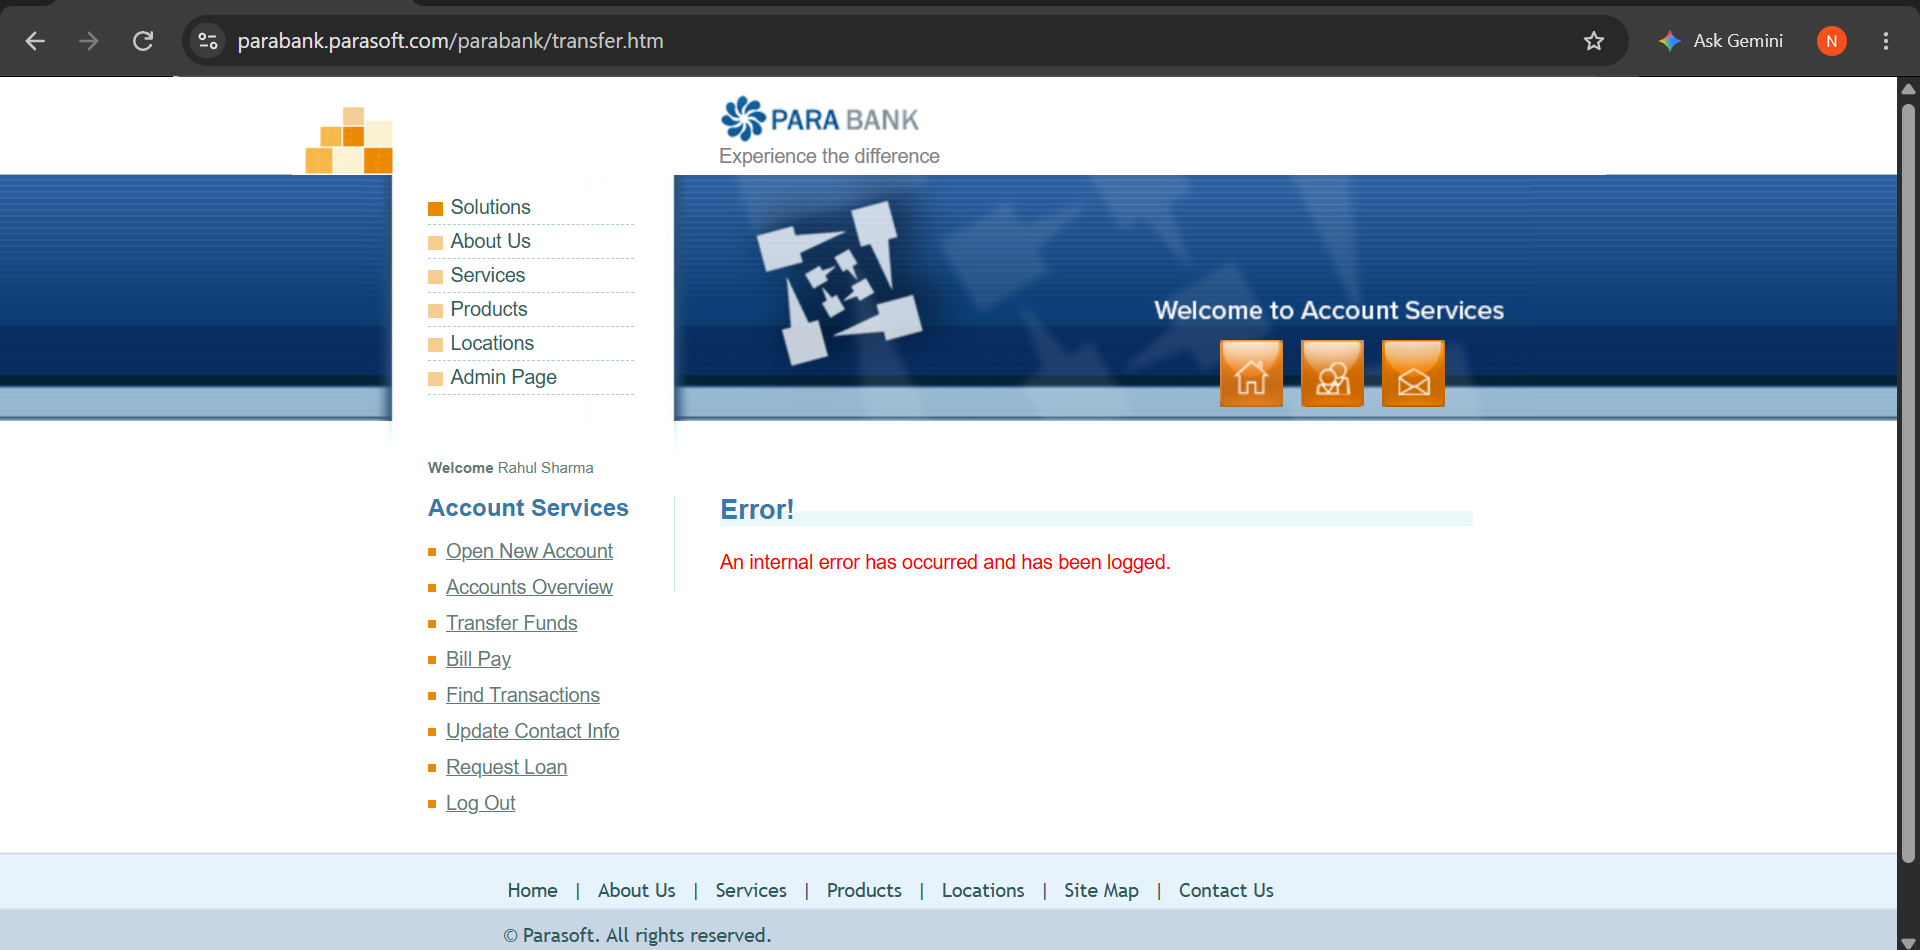 parabank.parasoft.com/parabank/transfer.htm
Ask Gemini
N
PARA BANK
Experience the difference
Solutions
About Us
Services
Products
Locations
Admin Page
Welcome to Account Services
Welcome Rahul Sharma
Account Services
Open New Account
Accounts Overview
Transfer Funds
Bill Pay
Find Transactions
Update Contact Info
Request Loan
Log Out
Error!
An internal error has occurred and has been logged.
Home | About Us | Services | Products | Locations | Site Map | Contact Us
© Parasoft. All rights reserved.